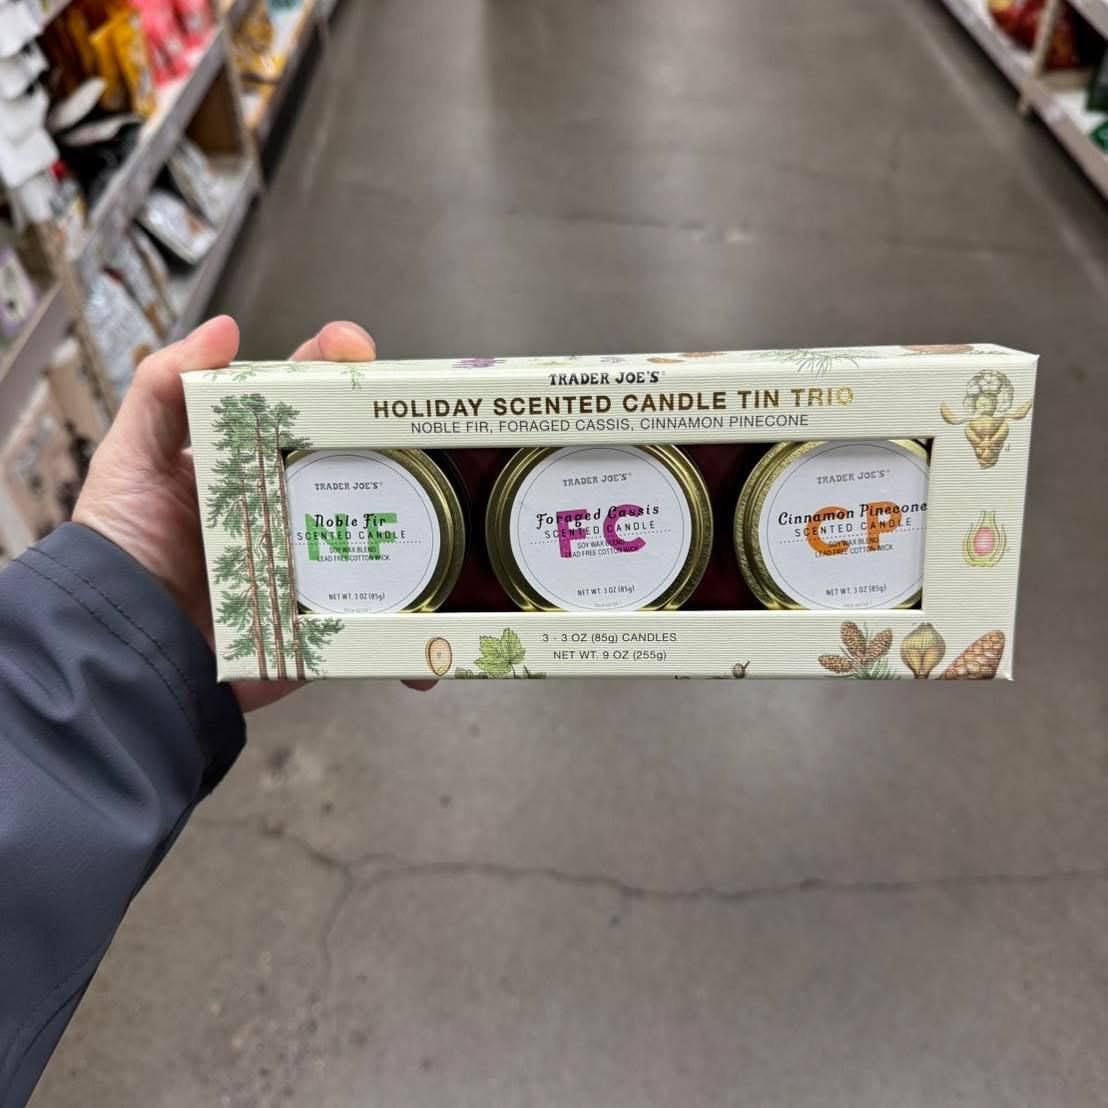 TRADER JOE'S®
HOLIDAY SCENTED CANDLE TIN TRIO
NOBLE FIR, FORAGED CASSIS, CINNAMON PINECONE
TRADER JOE'S®
NF
Noble Fir
SCENTED CANDLE
SOY WAX BLEND
LEAD FREE COTTON WICK
NET WT. 3 OZ (85g)
TRADER JOE'S®
FC
Foraged Cassis
SCENTED CANDLE
SOY WAX BLEND
LEAD FREE COTTON WICK
NET WT. 3 OZ (85g)
TRADER JOE'S®
CP
Cinnamon Pinecone
SCENTED CANDLE
SOY WAX BLEND
LEAD FREE COTTON WICK
NET WT. 3 OZ (85g)
3 - 3 OZ (85g) CANDLES
NET WT. 9 OZ (255g)